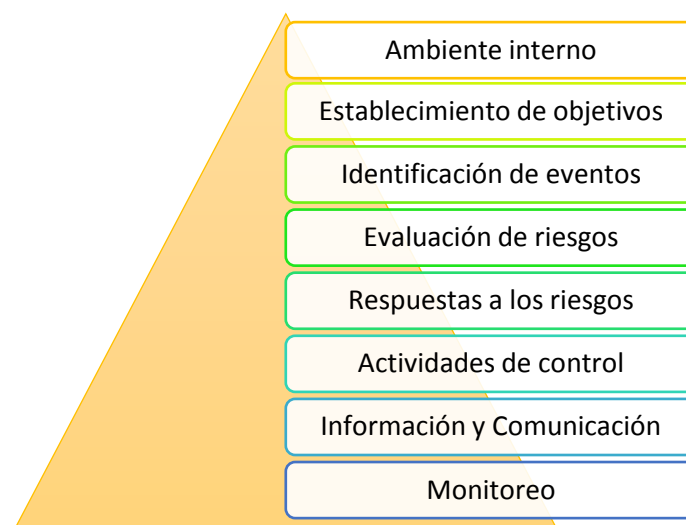 Ambiente interno
Establecimiento de objetivos
Identificación de eventos
Evaluación de riesgos
Respuestas a los riesgos
Actividades de control
Información y Comunicación
Monitoreo